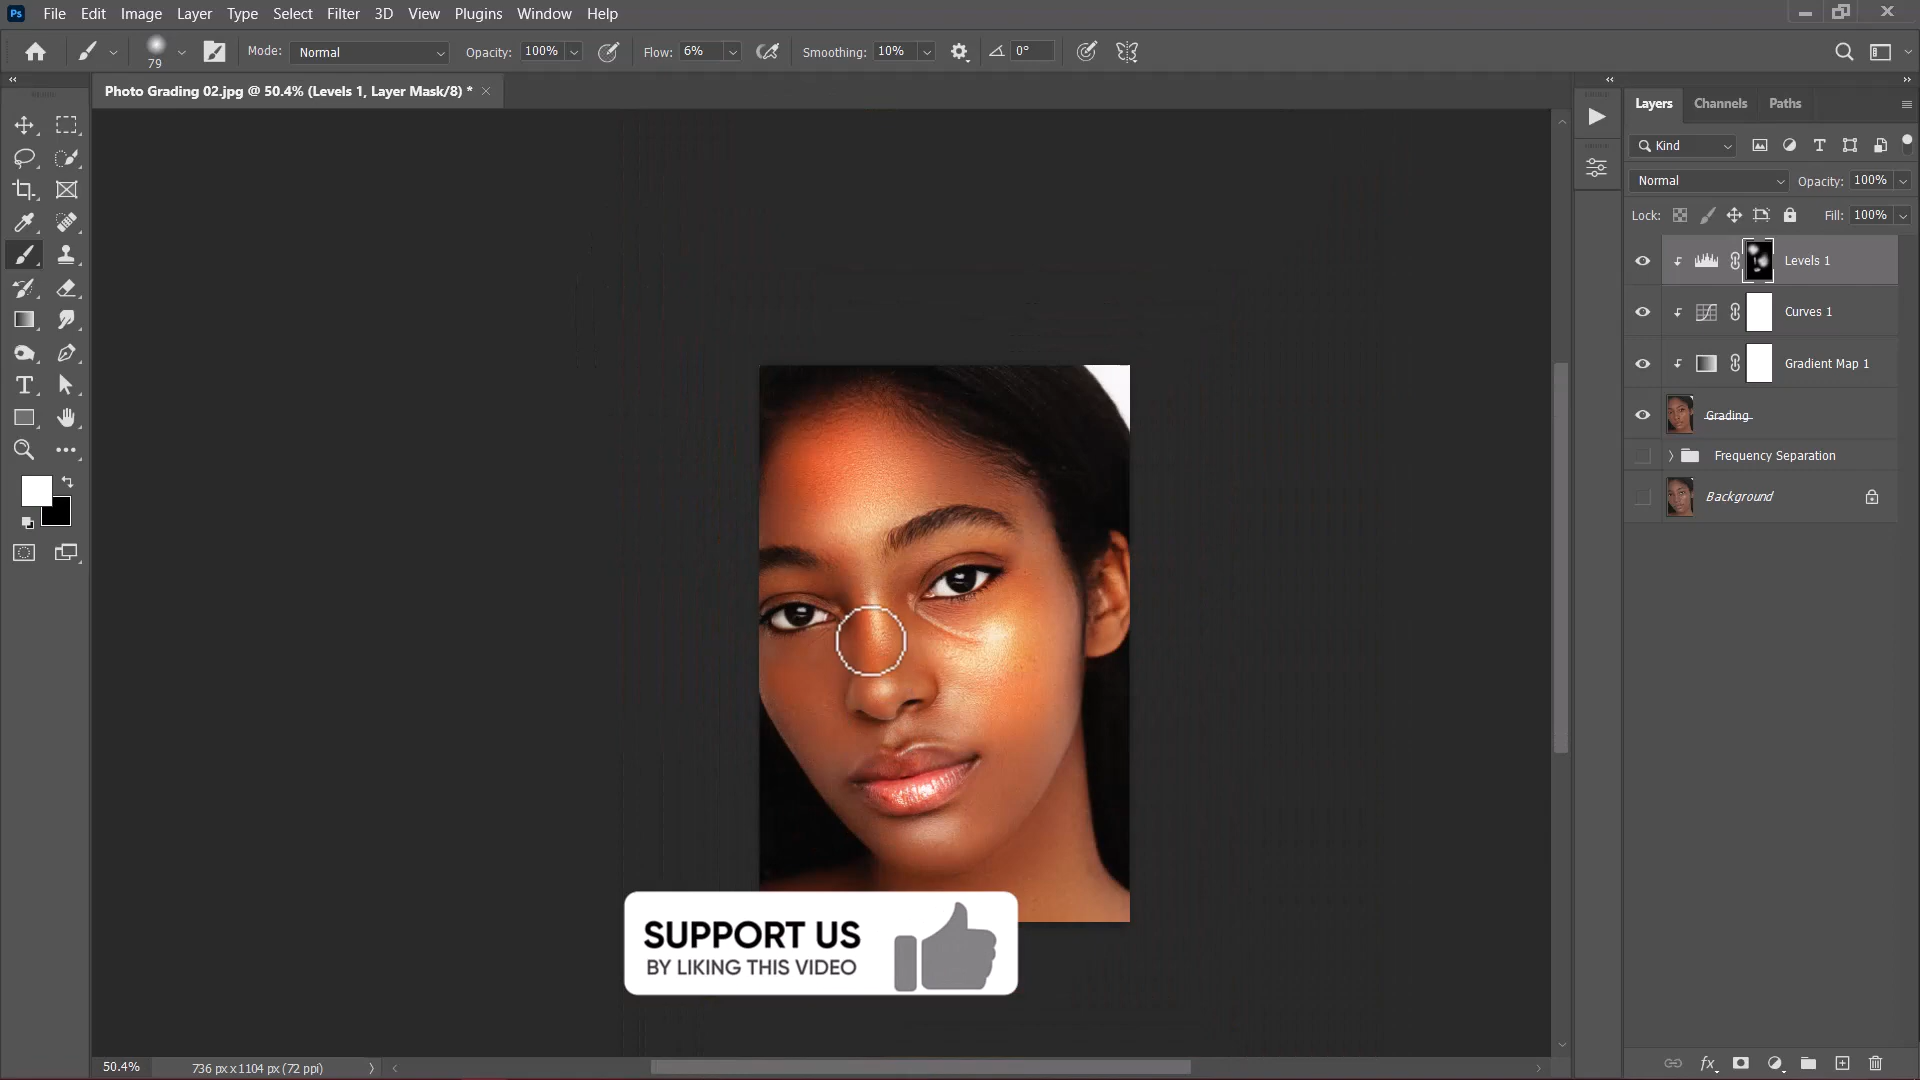 Ps File Edit Image Layer Type Select Filter 3D View Plugins Window Help
79 Mode: Normal Opacity: 100% Flow: 6% Smoothing: 10% 0°
Photo Grading 02.jpg @ 50.4% (Levels 1, Layer Mask/8) *
Layers Channels Paths
Kind
Normal Opacity: 100%
Lock: Fill: 100%
Levels 1
Curves 1
Gradient Map 1
Grading
Frequency Separation
Background
SUPPORT US
BY LIKING THIS VIDEO
50.4% 736 px x 1104 px (72 ppi)
fx